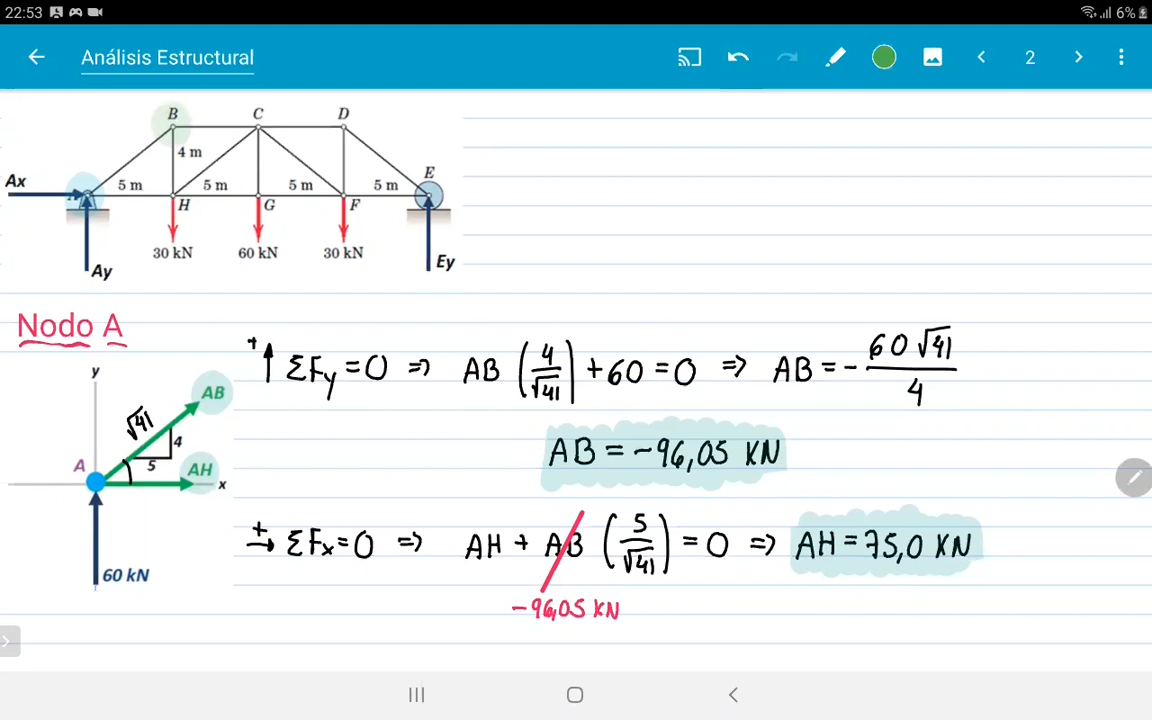 22:53 6%
Análisis Estructural 2
B C D
4 m
E
Ax 5 m 5 m 5 m 5 m
H G F
30 kN 60 kN 30 kN
Ay Ey
Nodo A
+ ΣFy = 0 ⇒ AB (4/√41) + 60 = 0 ⇒ AB = - 60√41/4
y
AB
√41
4
A 5 AH x
60 kN
AB = -96,05 KN
+→ ΣFx = 0 ⇒ AH + AB (5/√41) = 0 ⇒ AH = 75,0 KN
-96,05 KN